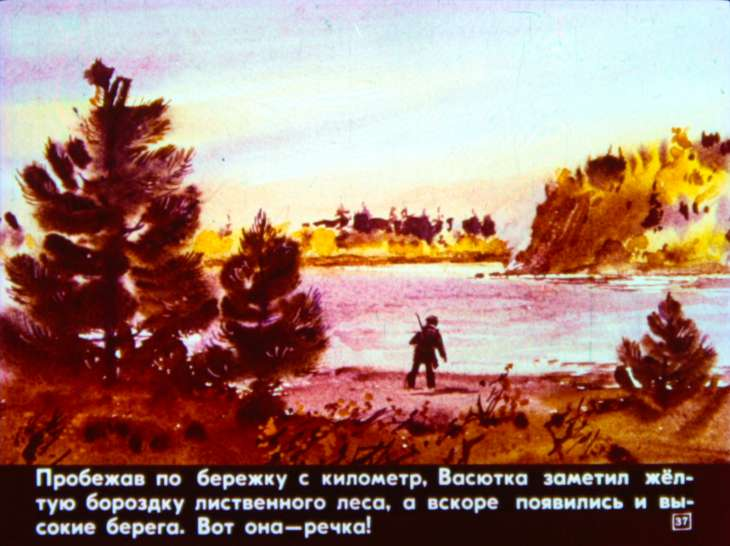 Пробежав по бережку с километр, Васютка заметил жёл-
тую бороздку лиственного леса, а вскоре появились и вы-
сокие берега. Вот она—речка!
37